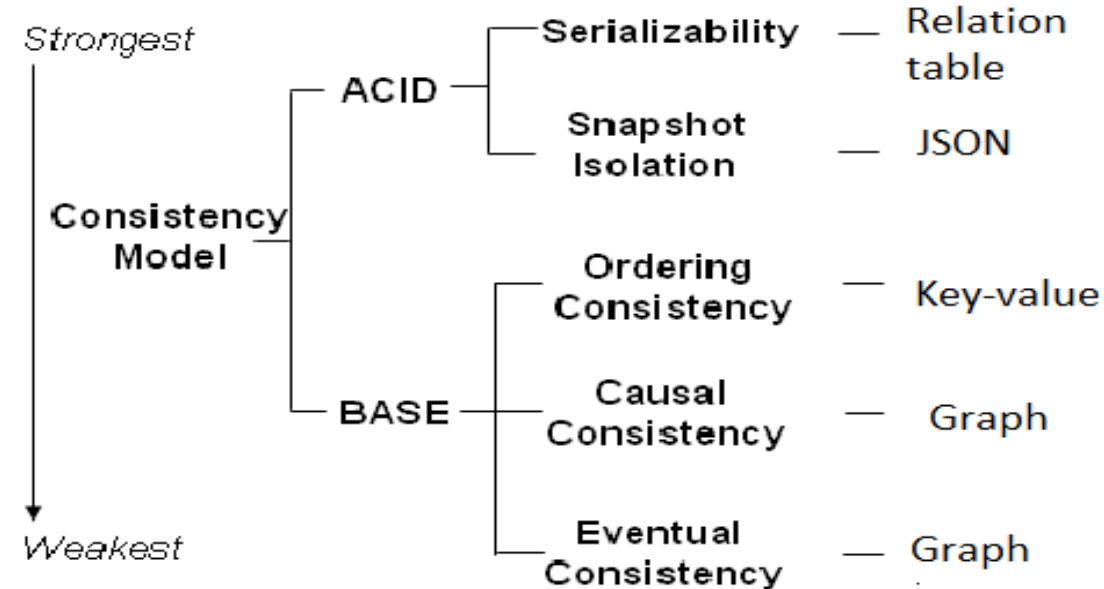 Strongest
Serializability
Relation
table
ACID
Snapshot
Isolation
JSON
Consistency
Model
Ordering
Consistency
Key-value
BASE
Causal
Consistency
Graph
Weakest
Eventual
Consistency
Graph